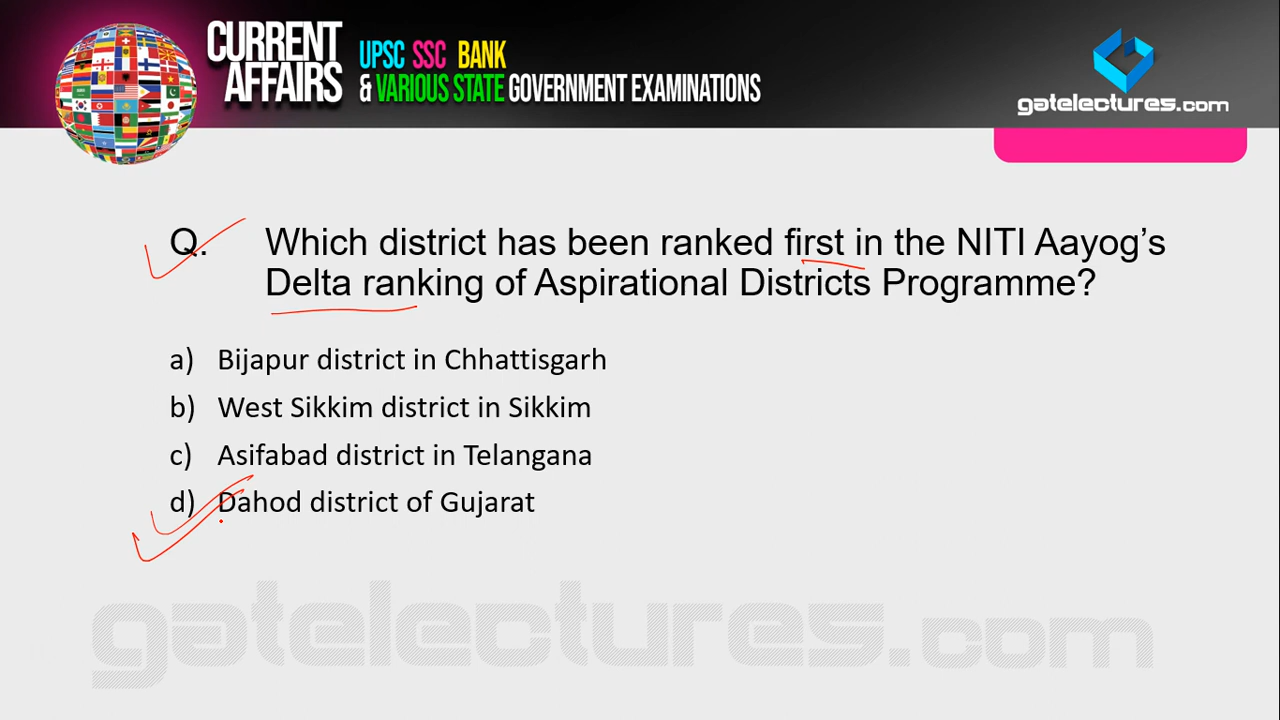 CURRENT
AFFAIRS
UPSC SSC BANK
& VARIOUS STATE GOVERNMENT EXAMINATIONS
gatelectures.com
Q. Which district has been ranked first in the NITI Aayog's
Delta ranking of Aspirational Districts Programme?
a) Bijapur district in Chhattisgarh
b) West Sikkim district in Sikkim
c) Asifabad district in Telangana
d) Dahod district of Gujarat
gatelectures.com